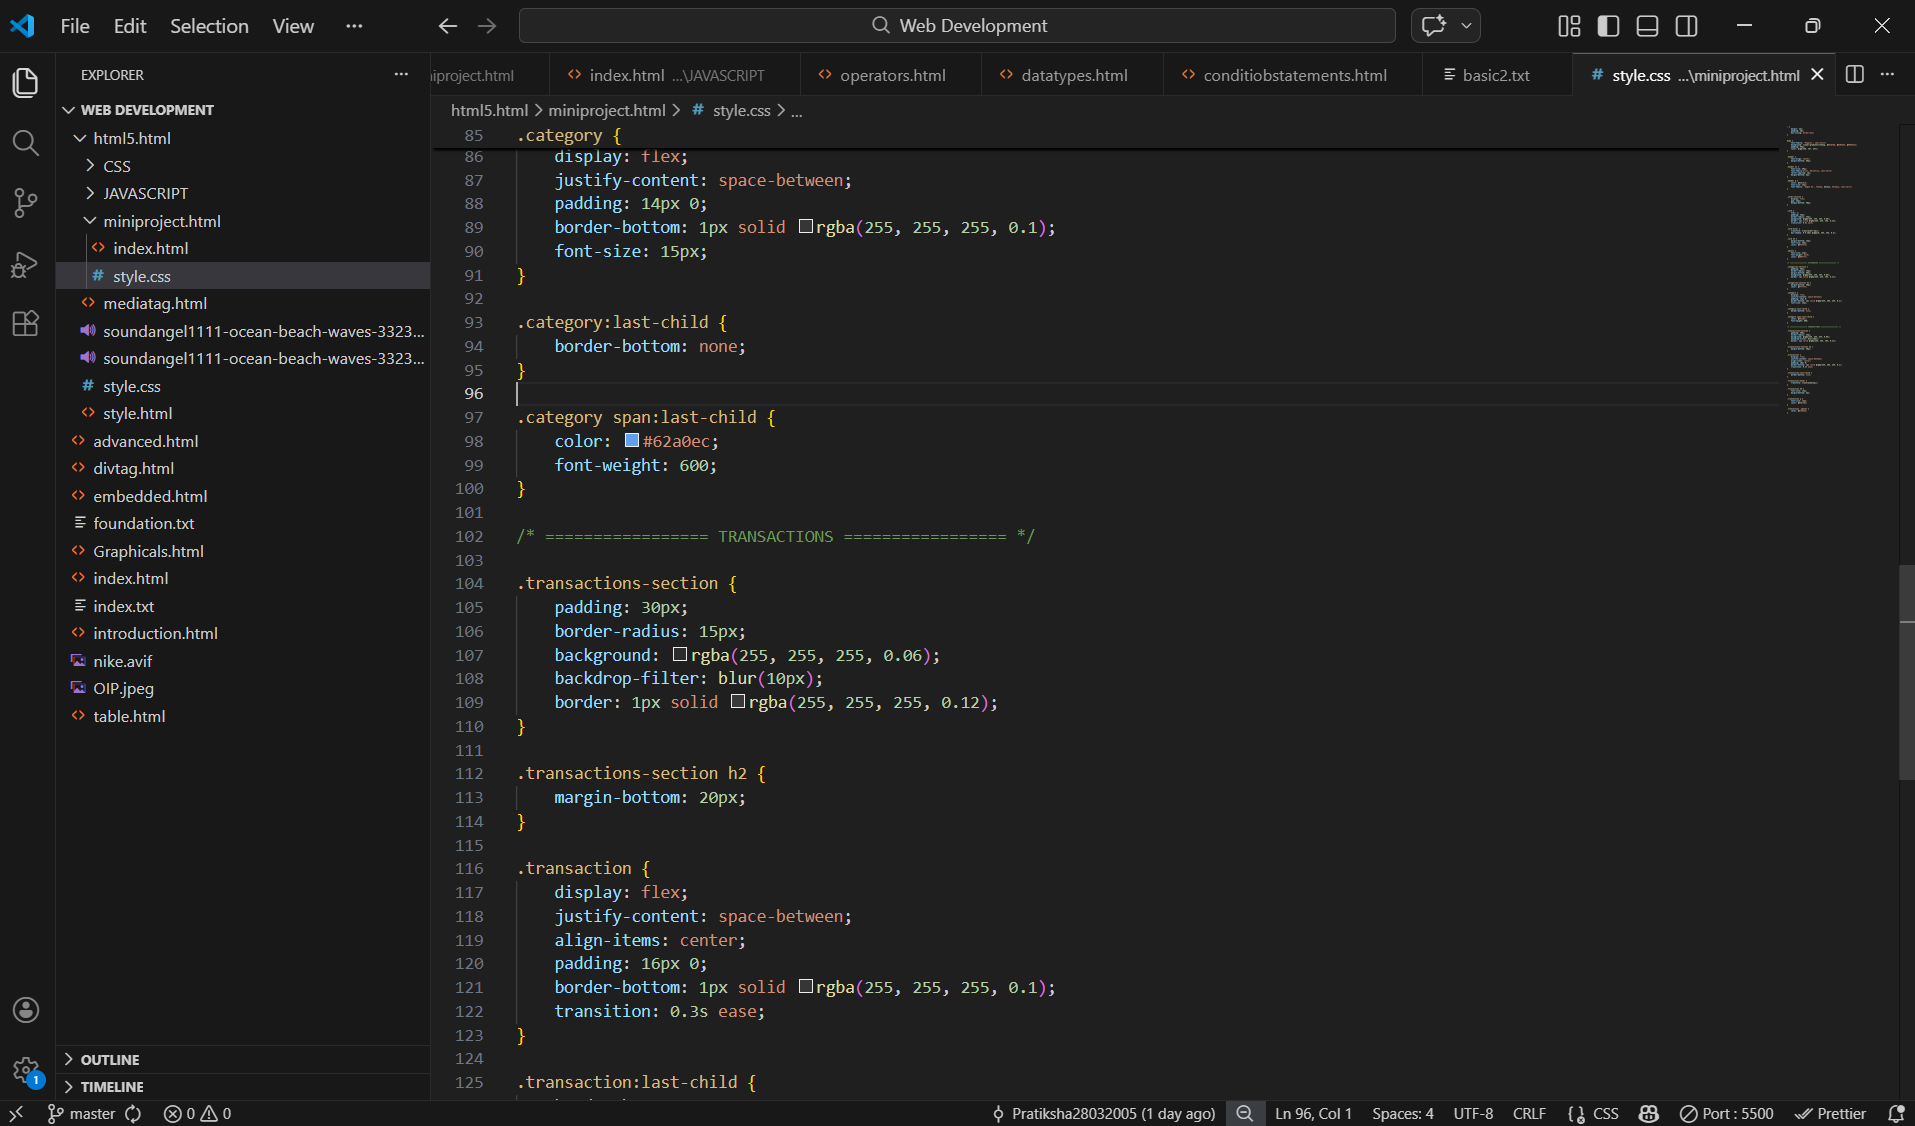 File Edit Selection View ... Web Development
EXPLORER ...
WEB DEVELOPMENT
html5.html
CSS
JAVASCRIPT
miniproject.html
index.html
style.css
mediatag.html
soundangel1111-ocean-beach-waves-3323...
soundangel1111-ocean-beach-waves-3323...
style.css
style.html
advanced.html
divtag.html
embedded.html
foundation.txt
Graphicals.html
index.html
index.txt
introduction.html
nike.avif
OIP.jpeg
table.html
OUTLINE
TIMELINE
iproject.html index.html ...\JAVASCRIPT operators.html datatypes.html conditiobstatements.html basic2.txt # style.css ...\miniproject.html
html5.html > miniproject.html > # style.css > ...
85 .category {
86 display: flex;
87 justify-content: space-between;
88 padding: 14px 0;
89 border-bottom: 1px solid rgba(255, 255, 255, 0.1);
90 font-size: 15px;
91 }
92
93 .category:last-child {
94 border-bottom: none;
95 }
96
97 .category span:last-child {
98 color: #62a0ec;
99 font-weight: 600;
100 }
101
102 /* ================= TRANSACTIONS ================= */
103
104 .transactions-section {
105 padding: 30px;
106 border-radius: 15px;
107 background: rgba(255, 255, 255, 0.06);
108 backdrop-filter: blur(10px);
109 border: 1px solid rgba(255, 255, 255, 0.12);
110 }
111
112 .transactions-section h2 {
113 margin-bottom: 20px;
114 }
115
116 .transaction {
117 display: flex;
118 justify-content: space-between;
119 align-items: center;
120 padding: 16px 0;
121 border-bottom: 1px solid rgba(255, 255, 255, 0.1);
122 transition: 0.3s ease;
123 }
124
125 .transaction:last-child {
1
master 0 0 Pratiksha28032005 (1 day ago) Ln 96, Col 1 Spaces: 4 UTF-8 CRLF {} CSS Port : 5500 Prettier